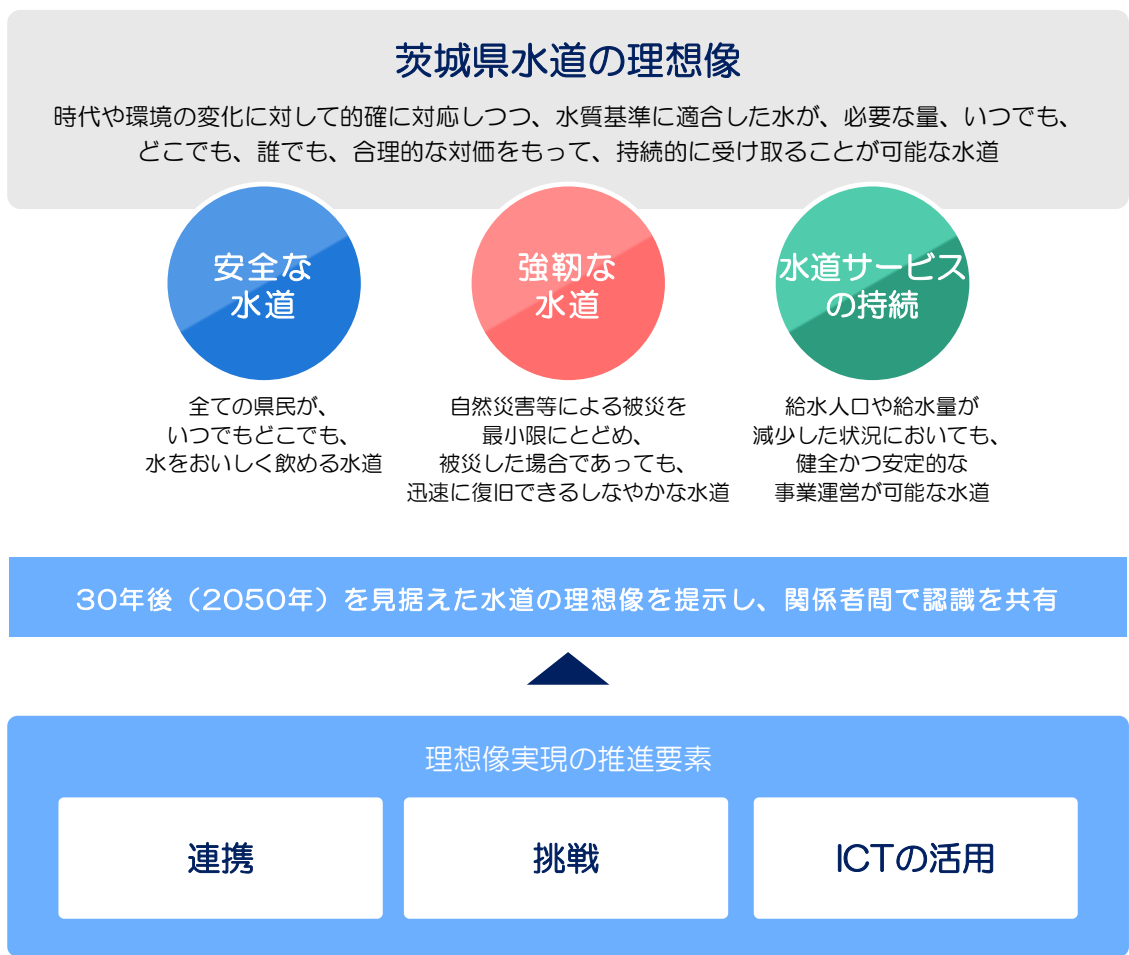 茨城県水道の理想像
時代や環境の変化に対して的確に対応しつつ、水質基準に適合した水が、必要な量、いつでも、
どこでも、誰でも、合理的な対価をもって、持続的に受け取ることが可能な水道
安全な
水道
全ての県民が、
いつでもどこでも、
水をおいしく飲める水道
強靭な
水道
自然災害等による被災を
最小限にとどめ、
被災した場合であっても、
迅速に復旧できるしなやかな水道
水道サービス
の持続
給水人口や給水量が
減少した状況においても、
健全かつ安定的な
事業運営が可能な水道
30年後（2050年）を見据えた水道の理想像を提示し、関係者間で認識を共有
理想像実現の推進要素
連携
挑戦
ICTの活用